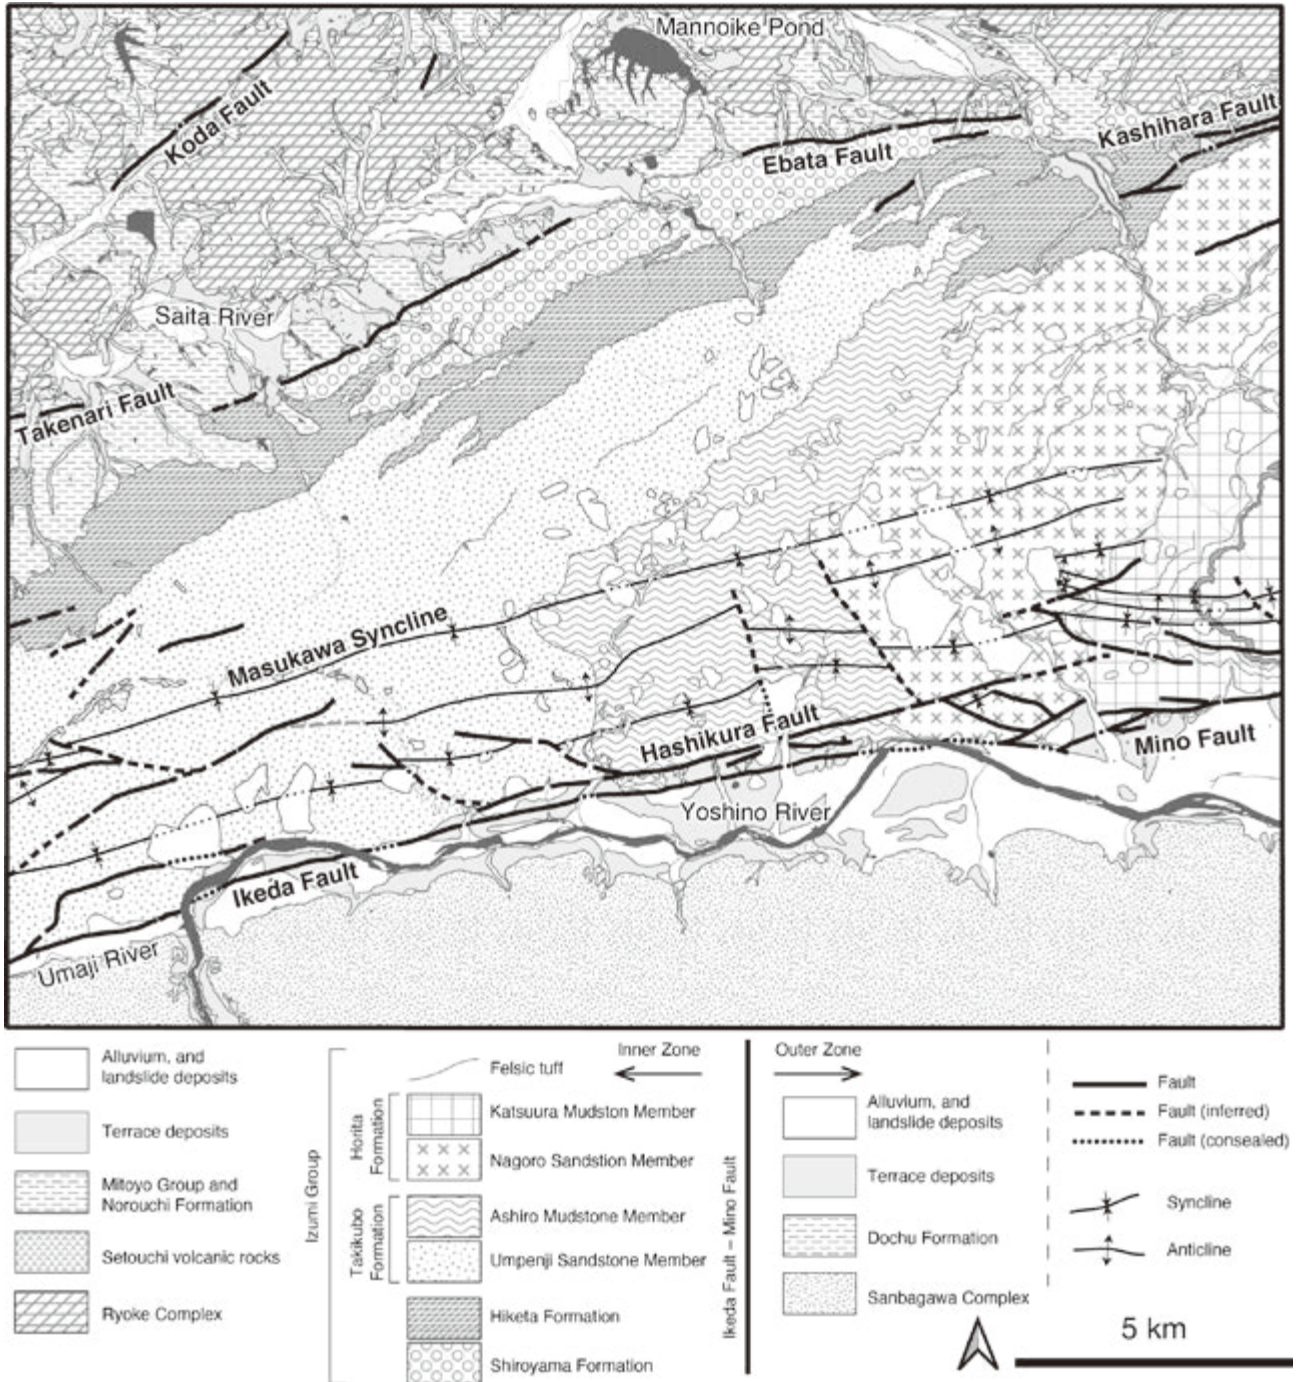 Mannoike Pond
Koda Fault
Kashihara Fault
Ebata Fault
Saita River
Takenari Fault
Masukawa Syncline
Hashikura Fault
Mino Fault
Yoshino River
Ikeda Fault
Umaji River
Alluvium, and
landslide deposits
Terrace deposits
Mitoyo Group and
Norouchi Formation
Setouchi volcanic rocks
Ryoke Complex
Izumi Group
Felsic tuff
Horita
Formation
Katsuura Mudston Member
Nagoro Sandstion Member
Takikubo
Formation
Ashiro Mudstone Member
Umpenji Sandstone Member
Hiketa Formation
Shiroyama Formation
Inner Zone
Ikeda Fault – Mino Fault
Outer Zone
Alluvium, and
landslide deposits
Terrace deposits
Dochu Formation
Sanbagawa Complex
Fault
Fault (inferred)
Fault (consealed)
Syncline
Anticline
5 km